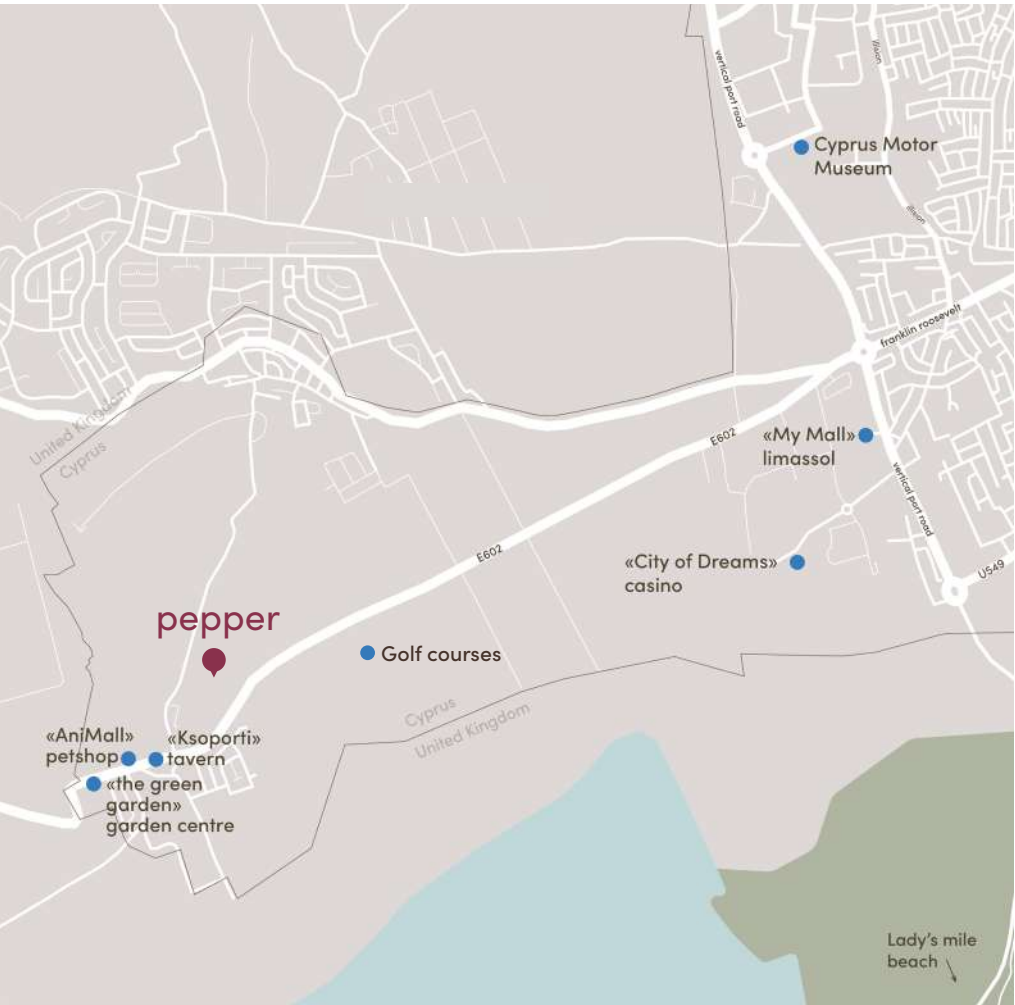 vertical port road
illision
Cyprus Motor
Museum
illision
franklin roosevelt
E602
«My Mall»
limassol
vertical port road
United Kingdom
Cyprus
E602
«City of Dreams»
casino
U549
pepper
Golf courses
Cyprus
United Kingdom
«AniMall»
petshop
«Ksoporti»
tavern
«the green
garden»
garden centre
Lady's mile
beach